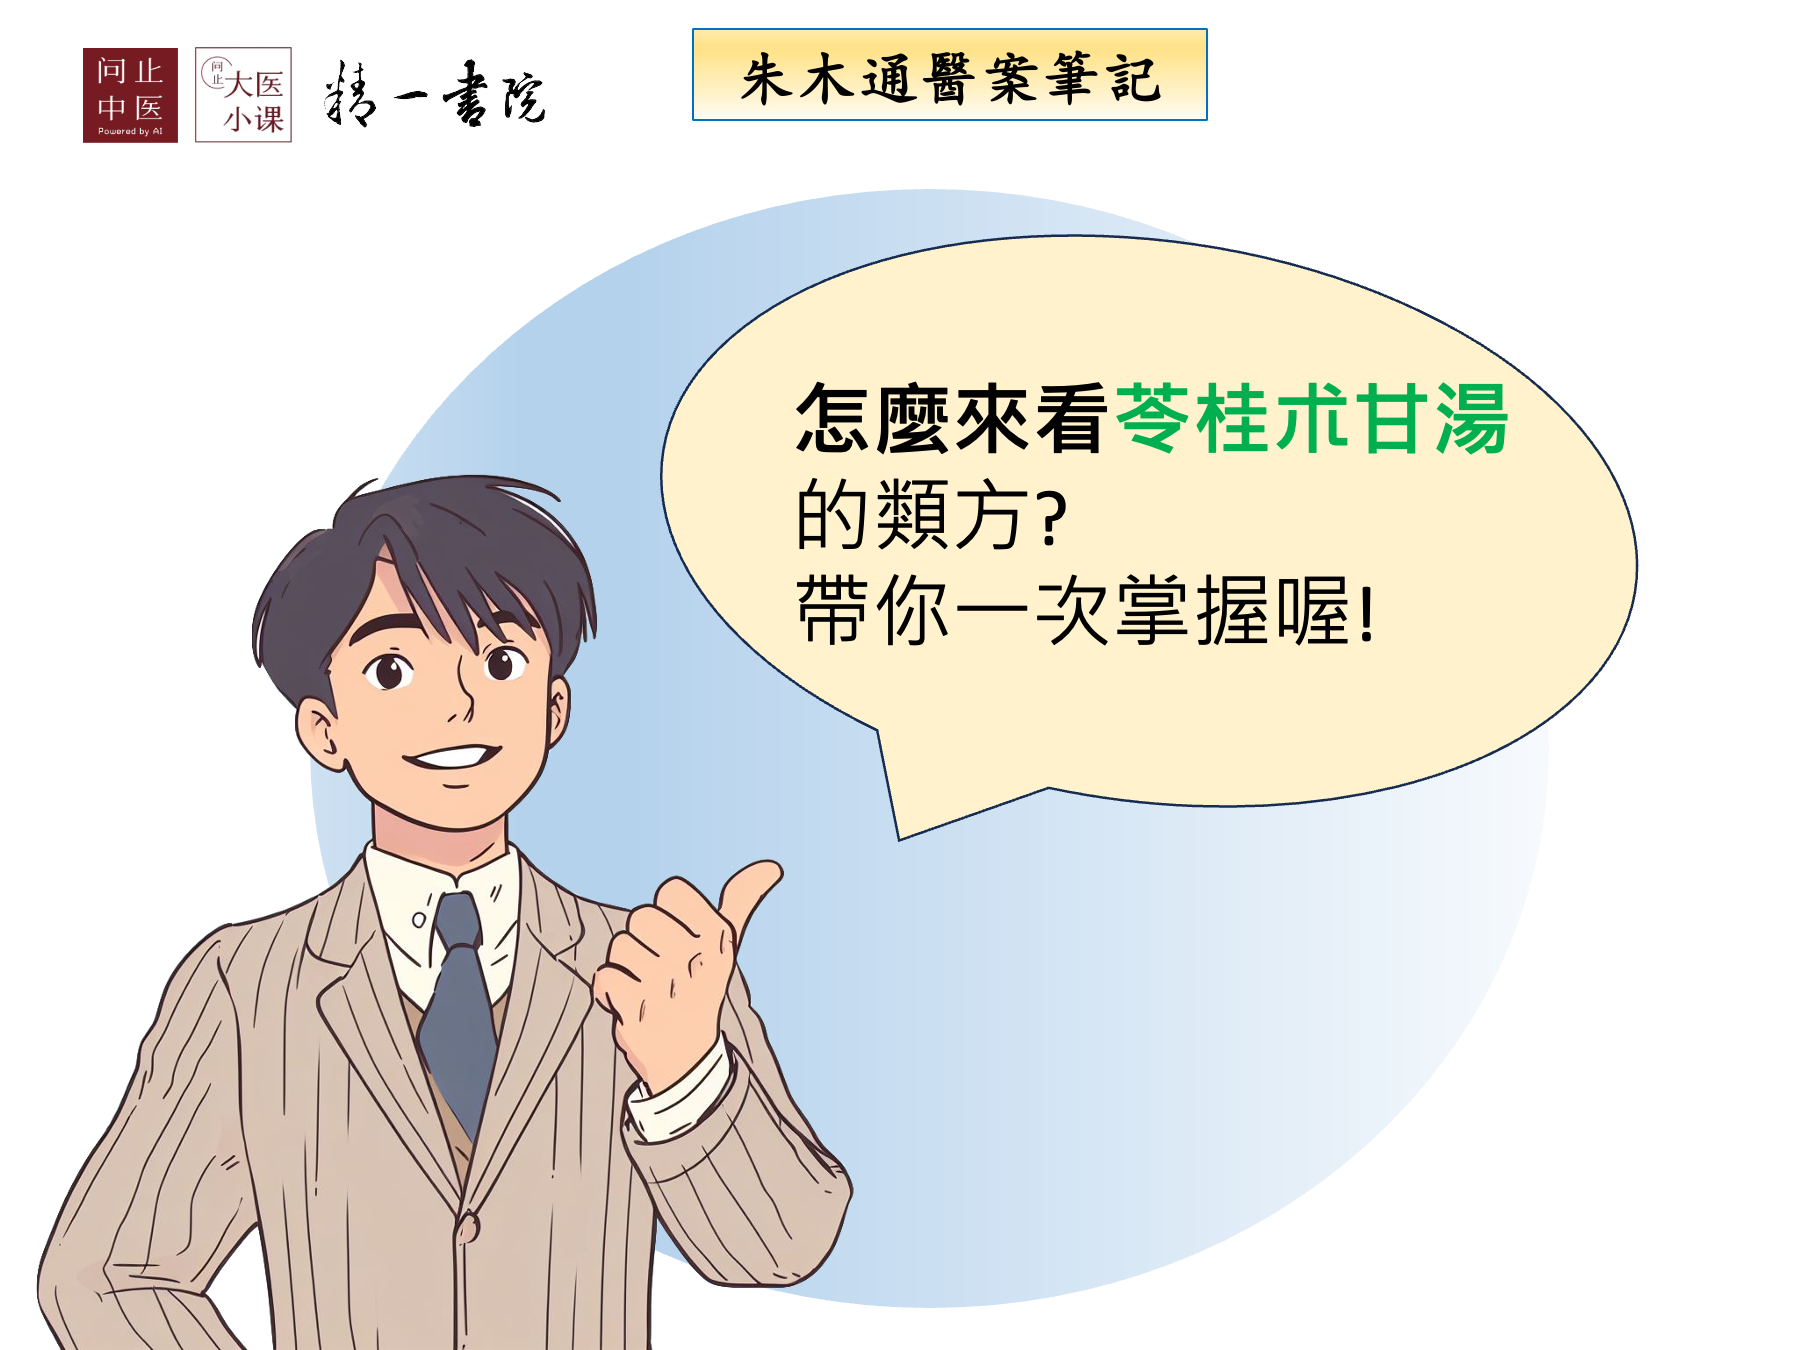 问止
中医
Powered by AI
问止
大医
小课
精一書院
朱木通醫案筆記
怎麼來看苓桂朮甘湯
的類方?
帶你一次掌握喔!